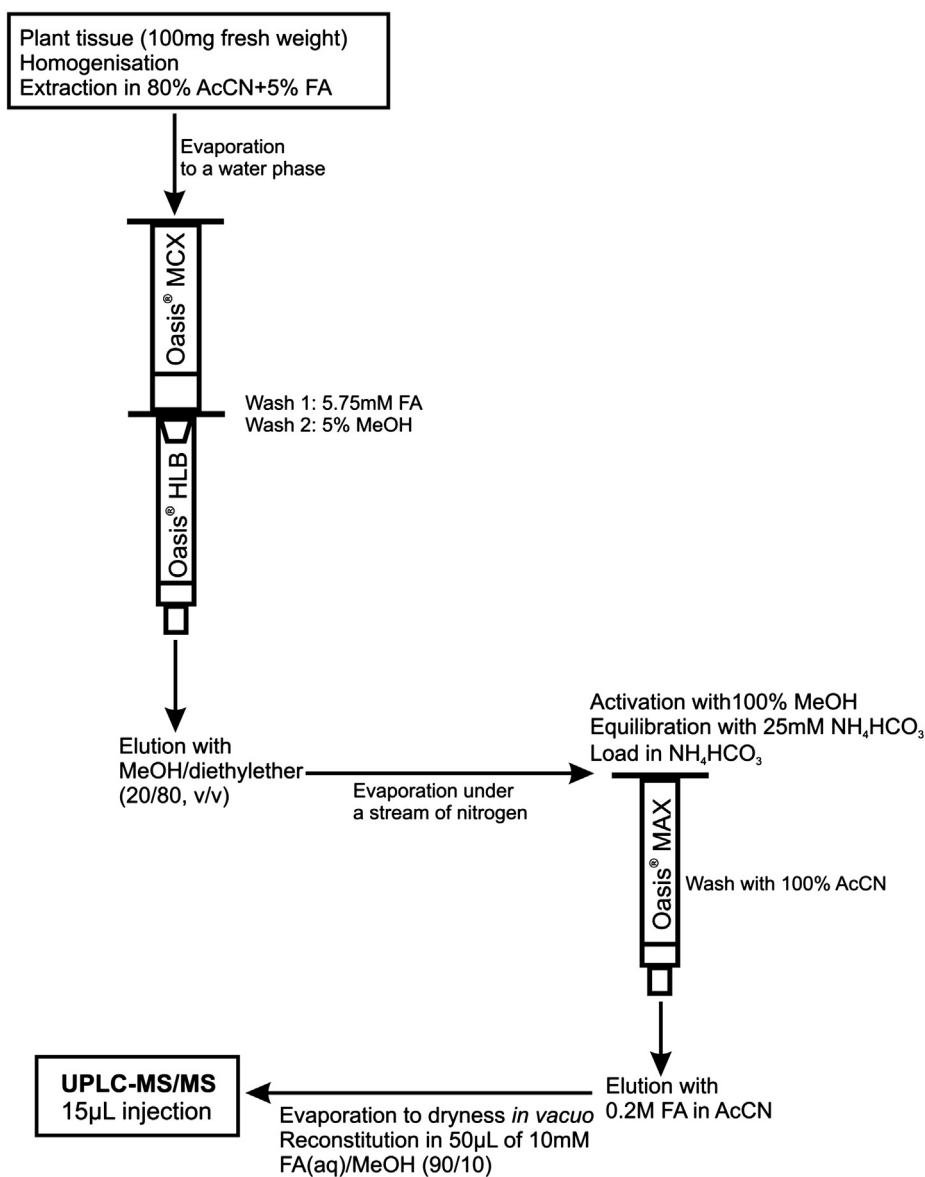 Plant tissue (100mg fresh weight)
Homogenisation
Extraction in 80% AcCN+5% FA
Evaporation
to a water phase
Oasis® MCX
Wash 1: 5.75mM FA
Wash 2: 5% MeOH
Oasis® HLB
Elution with
MeOH/diethylether
(20/80, v/v)
Evaporation under
a stream of nitrogen
Activation with100% MeOH
Equilibration with 25mM NH₄HCO₃
Load in NH₄HCO₃
Oasis® MAX
Wash with 100% AcCN
Elution with
0.2M FA in AcCN
Evaporation to dryness in vacuo
Reconstitution in 50µL of 10mM
FA(aq)/MeOH (90/10)
UPLC-MS/MS
15µL injection